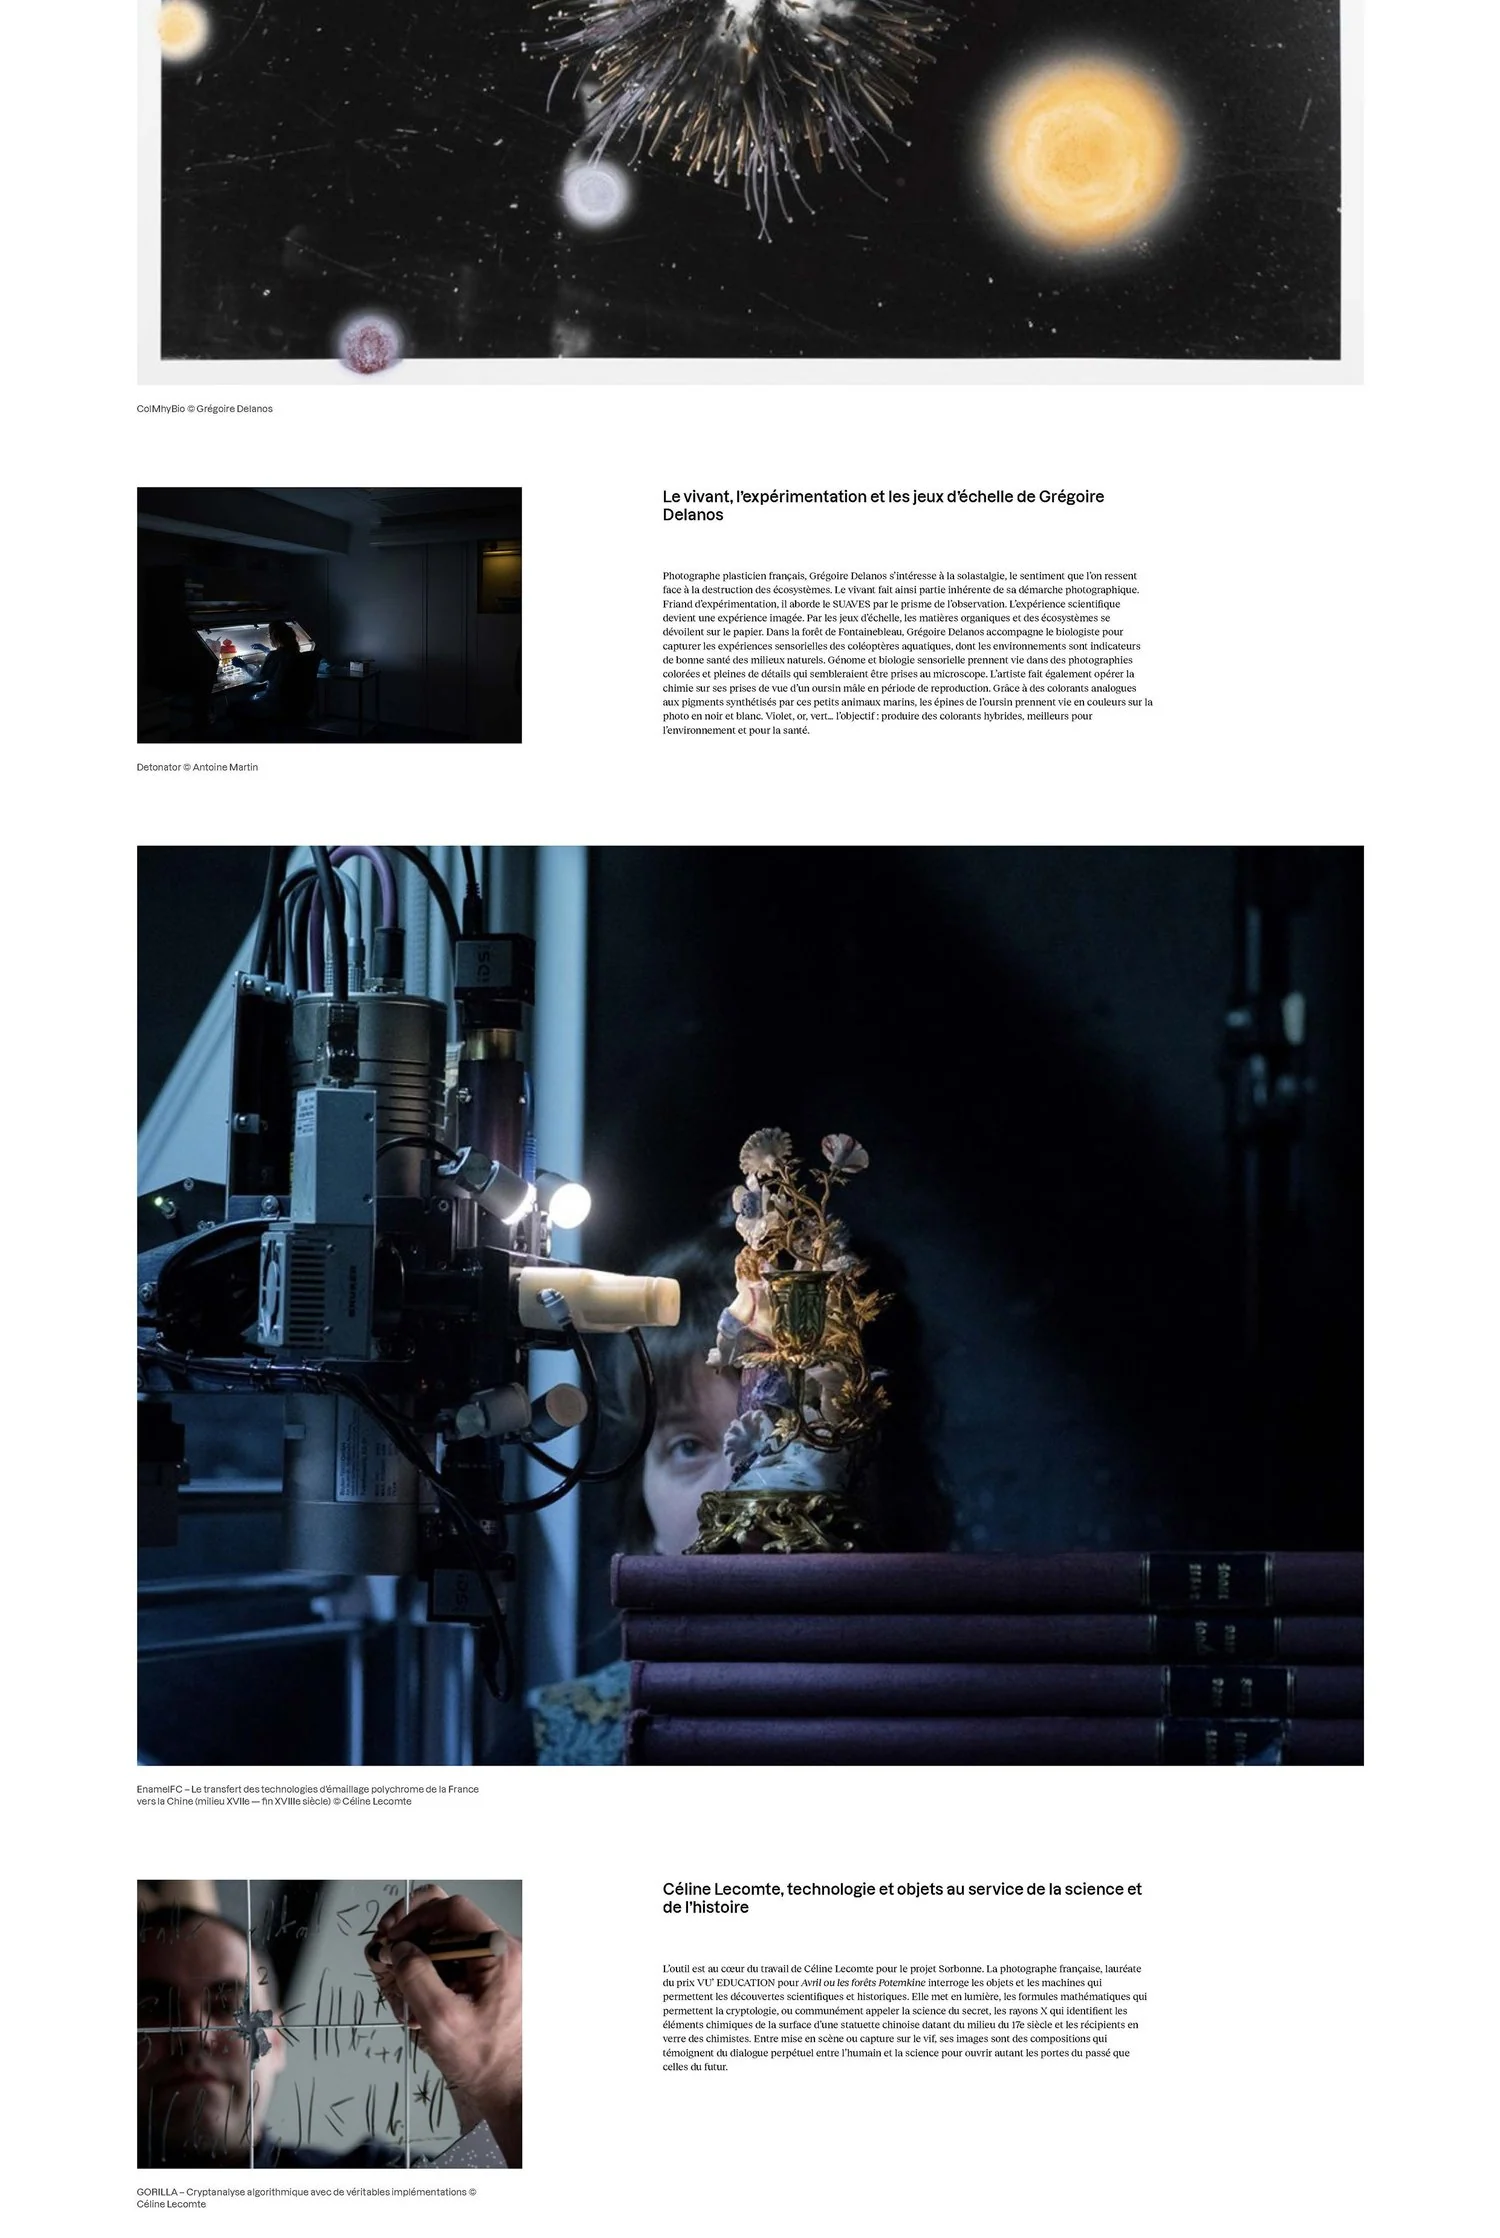 ColMhyBio © Grégoire Delanos
Le vivant, l’expérimentation et les jeux d’échelle de Grégoire
Delanos
Photographe plasticien français, Grégoire Delanos s’intéresse à la solastalgie, le sentiment que l’on ressent
face à la destruction des écosystèmes. Le vivant fait ainsi partie inhérente de sa démarche photographique.
Friand d’expérimentation, il aborde le SUAVES par le prisme de l’observation. L’expérience scientifique
devient une expérience imagée. Par les jeux d’échelle, les matières organiques et des écosystèmes se
dévoilent sur le papier. Dans la forêt de Fontainebleau, Grégoire Delanos accompagne le biologiste pour
capturer les expériences sensorielles des coléoptères aquatiques, dont les environnements sont indicateurs
de bonne santé des milieux naturels. Génome et biologie sensorielle prennent vie dans des photographies
colorées et pleines de détails qui sembleraient être prises au microscope. L’artiste fait également opérer la
chimie sur ses prises de vue d’un oursin mâle en période de reproduction. Grâce à des colorants analogues
aux pigments synthétisés par ces petits animaux marins, les épines de l’oursin prennent vie en couleurs sur la
photo en noir et blanc. Violet, or, vert... l’objectif : produire des colorants hybrides, meilleurs pour
l’environnement et pour la santé.
Detonator © Antoine Martin
iDS
BRUKER
EnamelFC – Le transfert des technologies d’émaillage polychrome de la France
vers la Chine (milieu XVIIe — fin XVIIIe siècle) © Céline Lecomte
Céline Lecomte, technologie et objets au service de la science et
de l’histoire
L’outil est au cœur du travail de Céline Lecomte pour le projet Sorbonne. La photographe française, lauréate
du prix VU’ EDUCATION pour Avril ou les forêts Potemkine interroge les objets et les machines qui
permettent les découvertes scientifiques et historiques. Elle met en lumière, les formules mathématiques qui
permettent la cryptologie, ou communément appeler la science du secret, les rayons X qui identifient les
éléments chimiques de la surface d’une statuette chinoise datant du milieu du 17e siècle et les récipients en
verre des chimistes. Entre mise en scène ou capture sur le vif, ses images sont des compositions qui
témoignent du dialogue perpétuel entre l’humain et la science pour ouvrir autant les portes du passé que
celles du futur.
GORILLA – Cryptanalyse algorithmique avec de véritables implémentations ©
Céline Lecomte